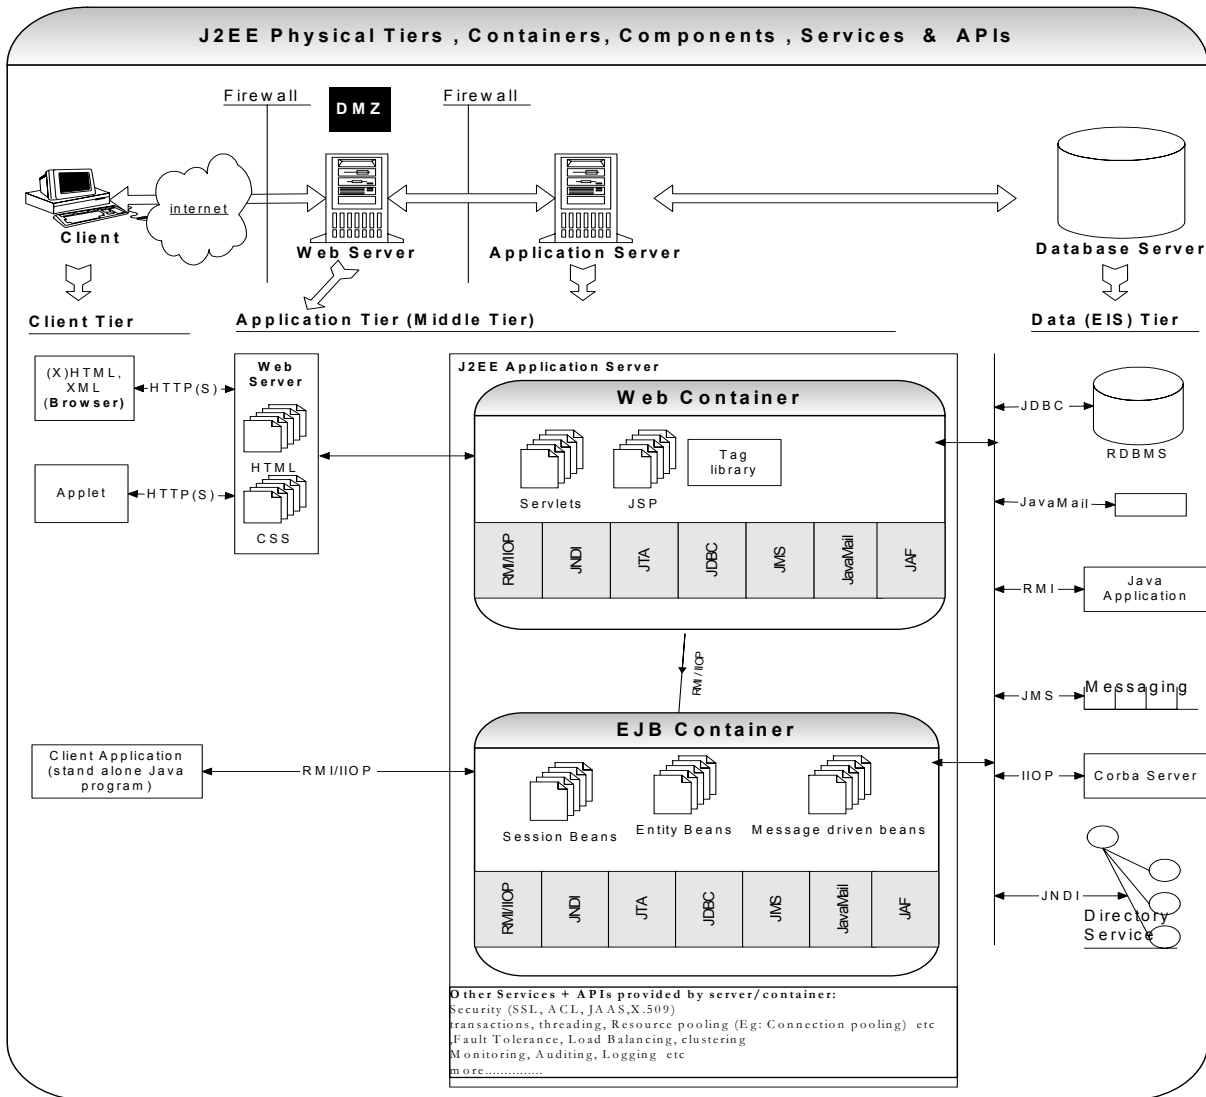 J2EE Physical Tiers , Containers, Components , Services & APIs
Firewall
DMZ
Firewall
internet
Client
Web Server
Application Server
Database Server
Client Tier
Application Tier (Middle Tier)
Data (EIS) Tier
(X)HTML,
XML
(Browser)
HTTP(S)
Applet
HTTP(S)
Web
Server
HTML
CSS
J2EE Application Server
Web Container
Servlets
JSP
Tag
library
RMI/IIOP
JNDI
JTA
JDBC
JMS
JavaMail
JAF
RMI/IIOP
EJB Container
Client Application
(stand alone Java
program)
RMI/IIOP
Session Beans
Entity Beans
Message driven beans
RMI/IIOP
JNDI
JTA
JDBC
JMS
JavaMail
JAF
JDBC
RDBMS
JavaMail
RMI
Java
Application
JMS
Messaging
IIOP
Corba Server
JNDI
Directory
Service
Other Services + APIs provided by server/container:
Security (SSL, ACL, JAAS,X.509)
transactions, threading, Resource pooling (Eg: Connection pooling) etc
,Fault Tolerance, Load Balancing, clustering
Monitoring, Auditing, Logging etc
more...............